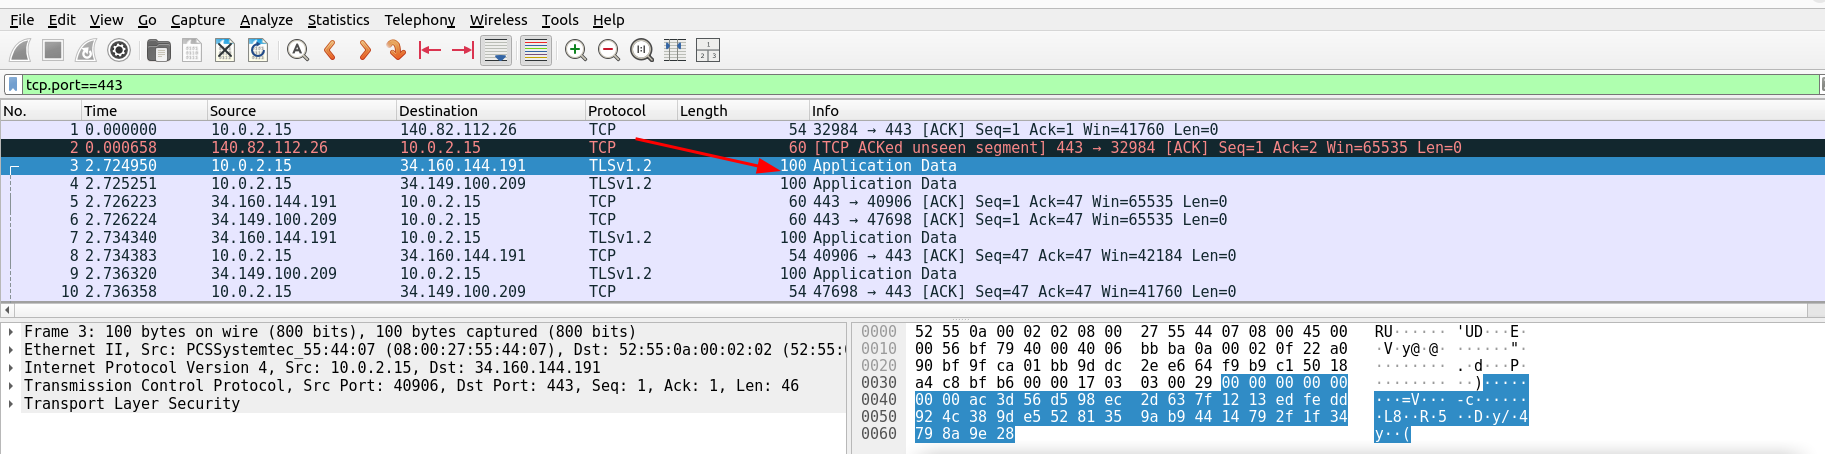 File Edit View Go Capture Analyze Statistics Telephony Wireless Tools Help
tcp.port==443
No. Time Source Destination Protocol Length Info
1 0.000000 10.0.2.15 140.82.112.26 TCP 54 32984 → 443 [ACK] Seq=1 Ack=1 Win=41760 Len=0
2 0.000658 140.82.112.26 10.0.2.15 TCP 60 [TCP ACKed unseen segment] 443 → 32984 [ACK] Seq=1 Ack=2 Win=65535 Len=0
3 2.724950 10.0.2.15 34.160.144.191 TLSv1.2 100 Application Data
4 2.725251 10.0.2.15 34.149.100.209 TLSv1.2 100 Application Data
5 2.726223 34.160.144.191 10.0.2.15 TCP 60 443 → 40906 [ACK] Seq=1 Ack=47 Win=65535 Len=0
6 2.726224 34.149.100.209 10.0.2.15 TCP 60 443 → 47698 [ACK] Seq=1 Ack=47 Win=65535 Len=0
7 2.734340 34.160.144.191 10.0.2.15 TLSv1.2 100 Application Data
8 2.734383 10.0.2.15 34.160.144.191 TCP 54 40906 → 443 [ACK] Seq=47 Ack=47 Win=42184 Len=0
9 2.736320 34.149.100.209 10.0.2.15 TLSv1.2 100 Application Data
10 2.736358 10.0.2.15 34.149.100.209 TCP 54 47698 → 443 [ACK] Seq=47 Ack=47 Win=41760 Len=0
Frame 3: 100 bytes on wire (800 bits), 100 bytes captured (800 bits)
Ethernet II, Src: PCSSystemtec_55:44:07 (08:00:27:55:44:07), Dst: 52:55:0a:00:02:02 (52:55:
Internet Protocol Version 4, Src: 10.0.2.15, Dst: 34.160.144.191
Transmission Control Protocol, Src Port: 40906, Dst Port: 443, Seq: 1, Ack: 1, Len: 46
Transport Layer Security
0000 52 55 0a 00 02 02 08 00 27 55 44 07 08 00 45 00 RU······ 'UD···E·
0010 00 56 bf 79 40 00 40 06 bb ba 0a 00 02 0f 22 a0 ·V·y@·@· ······"·
0020 90 bf 9f ca 01 bb 9d dc 2e e6 64 f9 b9 c1 50 18 ········ .·d···P·
0030 a4 c8 bf b6 00 00 17 03 03 00 29 00 00 00 00 00 ········ ··)·····
0040 00 00 ac 3d 56 d5 98 ec 2d 63 7f 12 13 ed fe dd ···=V··· -c······
0050 92 4c 38 9d e5 52 81 35 9a b9 44 14 79 2f 1f 34 ·L8··R·5 ··D·y/·4
0060 79 8a 9e 28 y··(